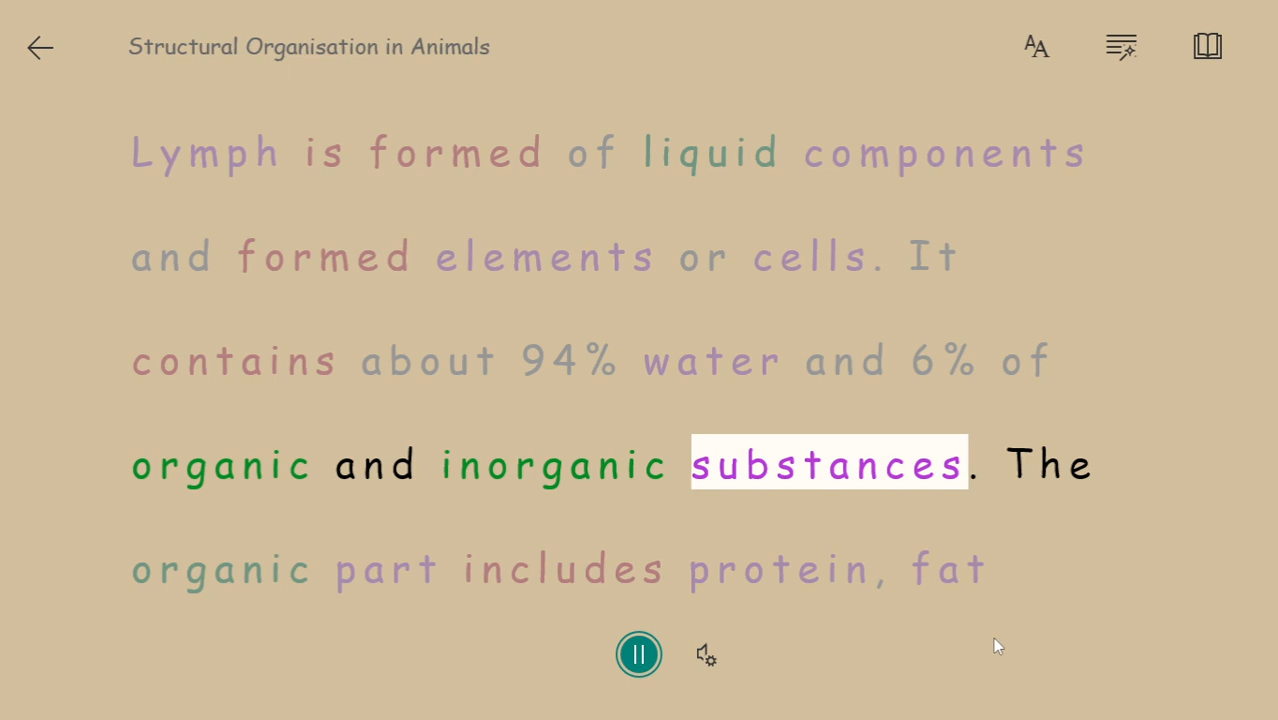 Structural Organisation in Animals
Lymph is formed of liquid components
and formed elements or cells. It
contains about 94% water and 6% of
organic and inorganic substances. The
organic part includes protein, fat